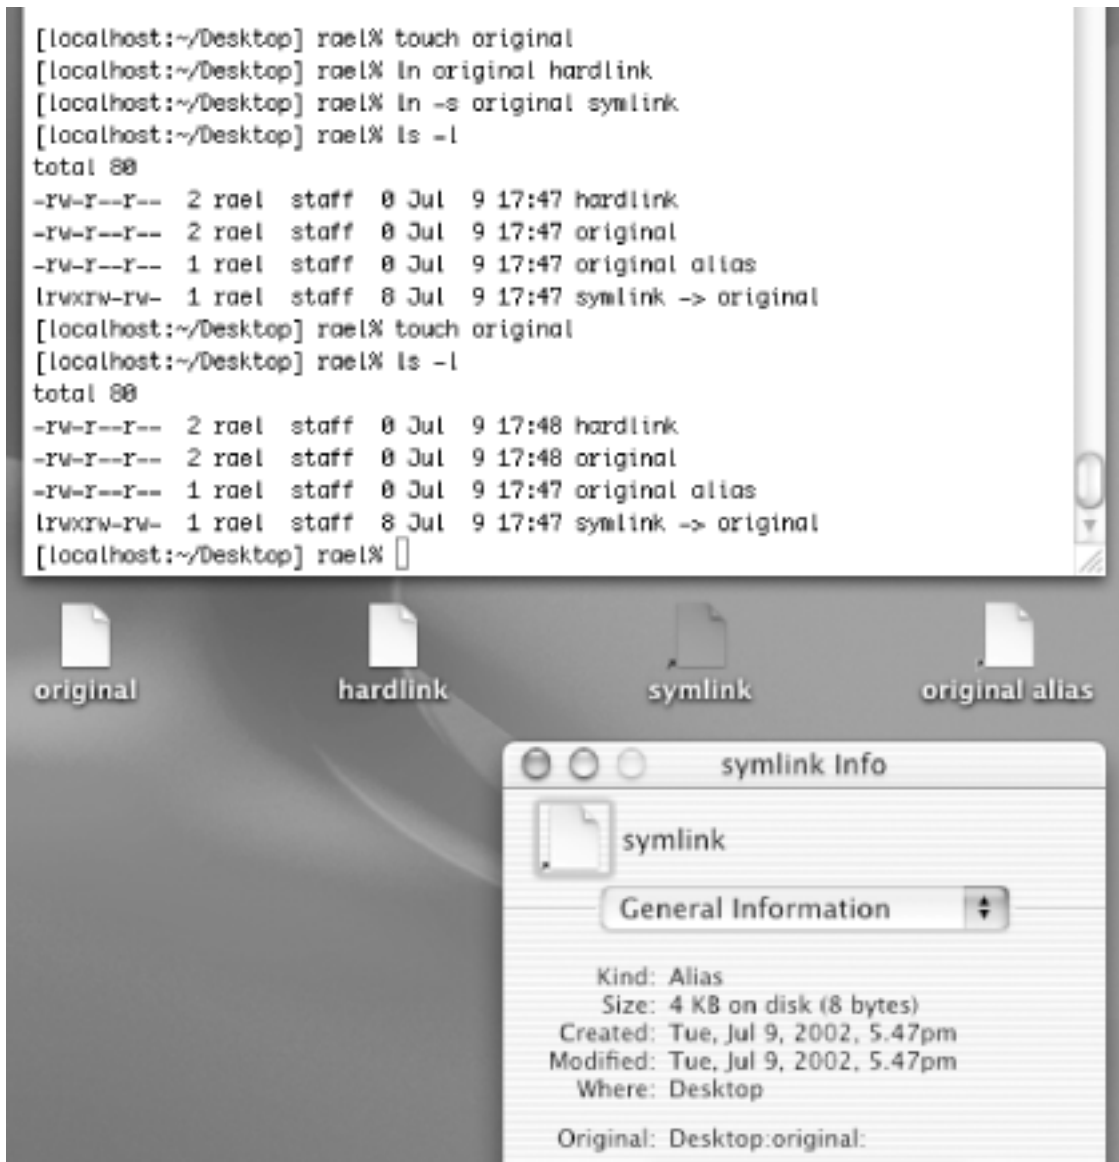 [localhost:~/Desktop] rael% touch original
[localhost:~/Desktop] rael% ln original hardlink
[localhost:~/Desktop] rael% ln -s original symlink
[localhost:~/Desktop] rael% ls -l
total 80
-rw-r--r--  2 rael  staff  0 Jul  9 17:47 hardlink
-rw-r--r--  2 rael  staff  0 Jul  9 17:47 original
-rw-r--r--  1 rael  staff  0 Jul  9 17:47 original alias
lrwxrw-rw-  1 rael  staff  8 Jul  9 17:47 symlink -> original
[localhost:~/Desktop] rael% touch original
[localhost:~/Desktop] rael% ls -l
total 80
-rw-r--r--  2 rael  staff  0 Jul  9 17:48 hardlink
-rw-r--r--  2 rael  staff  0 Jul  9 17:48 original
-rw-r--r--  1 rael  staff  0 Jul  9 17:47 original alias
lrwxrw-rw-  1 rael  staff  8 Jul  9 17:47 symlink -> original
[localhost:~/Desktop] rael%
original
hardlink
symlink
original alias
symlink Info
symlink
General Information
Kind: Alias
Size: 4 KB on disk (8 bytes)
Created: Tue, Jul 9, 2002, 5.47pm
Modified: Tue, Jul 9, 2002, 5.47pm
Where: Desktop
Original: Desktop:original: